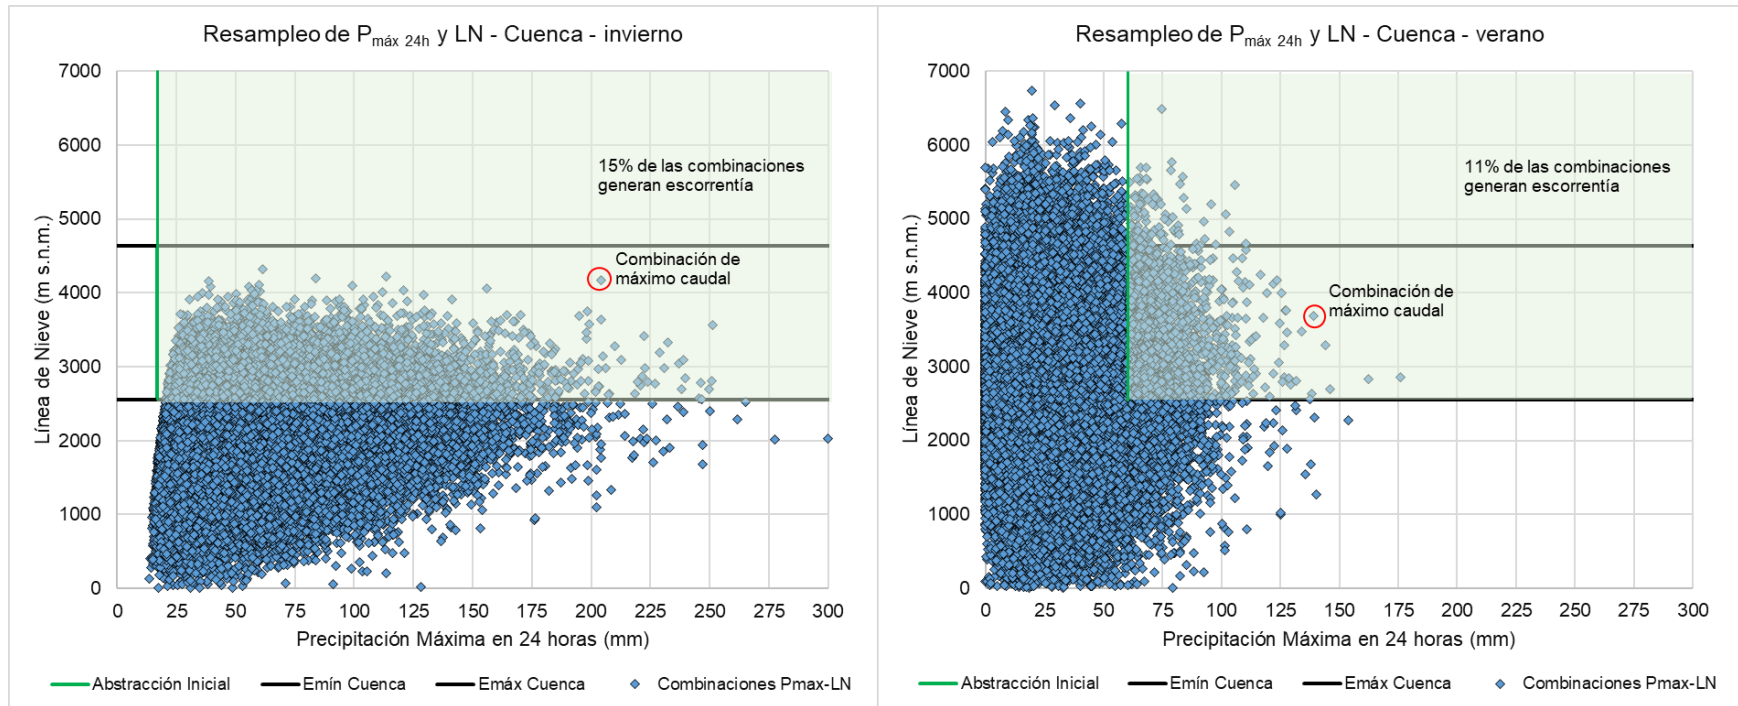 Resampleo de Pmáx 24h y LN - Cuenca - invierno
7000
6000
5000
4000
3000
2000
1000
0
Línea de Nieve (m s.n.m.)
15% de las combinaciones
generan escorrentía
Combinación de
máximo caudal
0 25 50 75 100 125 150 175 200 225 250 275 300
Precipitación Máxima en 24 horas (mm)
Abstracción Inicial Emín Cuenca Emáx Cuenca Combinaciones Pmax-LN
Resampleo de Pmáx 24h y LN - Cuenca - verano
7000
6000
5000
4000
3000
2000
1000
0
Línea de Nieve (m s.n.m.)
11% de las combinaciones
generan escorrentía
Combinación de
máximo caudal
0 25 50 75 100 125 150 175 200 225 250 275 300
Precipitación Máxima en 24 horas (mm)
Abstracción Inicial Emín Cuenca Emáx Cuenca Combinaciones Pmax-LN